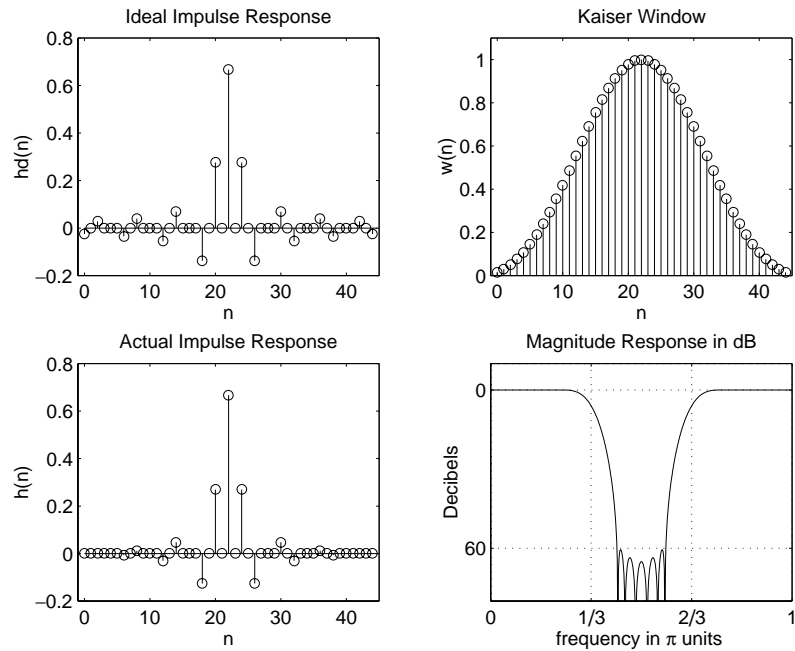 Ideal Impulse Response
0.8
0.6
0.4
0.2
0
−0.2
hd(n)
0 10 20 30 40
n
Kaiser Window
1
0.8
0.6
0.4
0.2
0
w(n)
0 10 20 30 40
n
Actual Impulse Response
0.8
0.6
0.4
0.2
0
−0.2
h(n)
0 10 20 30 40
n
Magnitude Response in dB
0
60
Decibels
0 1/3 2/3 1
frequency in π units